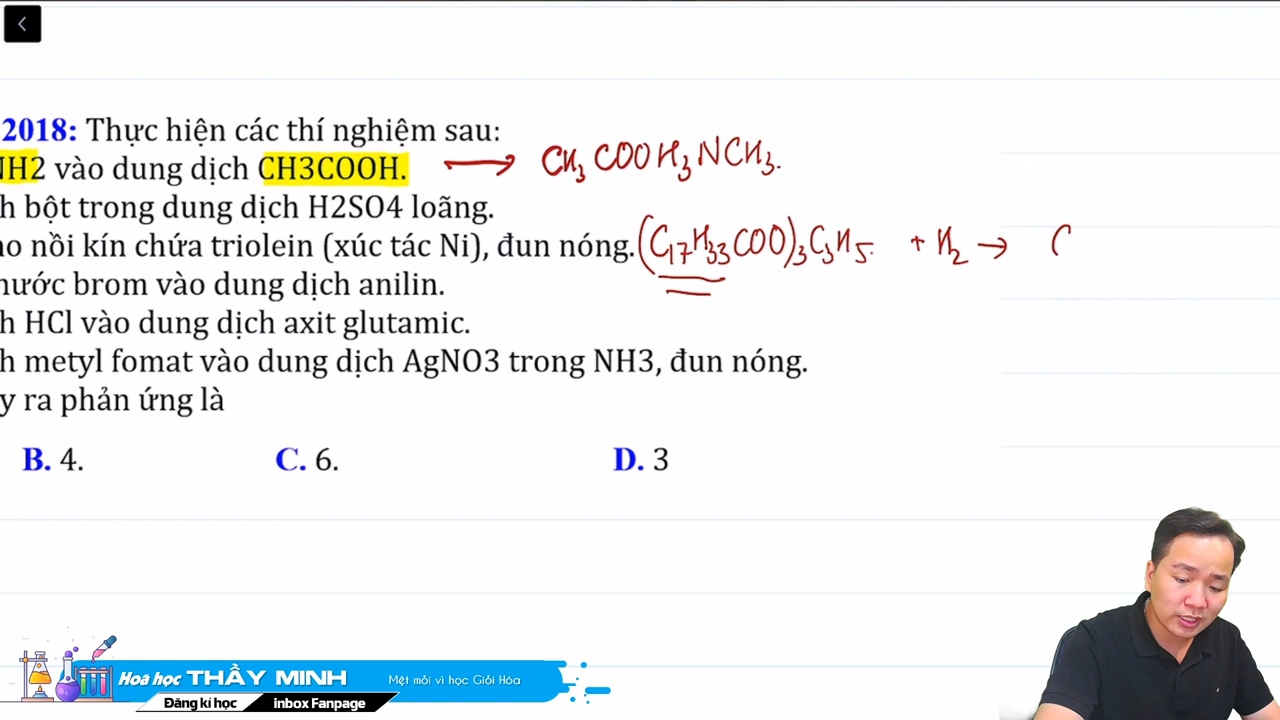 2018: Thực hiện các thí nghiệm sau:
NH2 vào dung dịch CH3COOH. → CH3COOH3NCH3.
h bột trong dung dịch H2SO4 loãng.
ho nồi kín chứa triolein (xúc tác Ni), đun nóng. (C17H33COO)3C3H5. + H2 → (
nước brom vào dung dịch anilin.
h HCl vào dung dịch axit glutamic.
h metyl fomat vào dung dịch AgNO3 trong NH3, đun nóng.
y ra phản ứng là
B. 4. C. 6. D. 3
Hoá học THẦY MINH Mệt mỏi vì học Giỏi Hóa
Đăng kí học inbox Fanpage